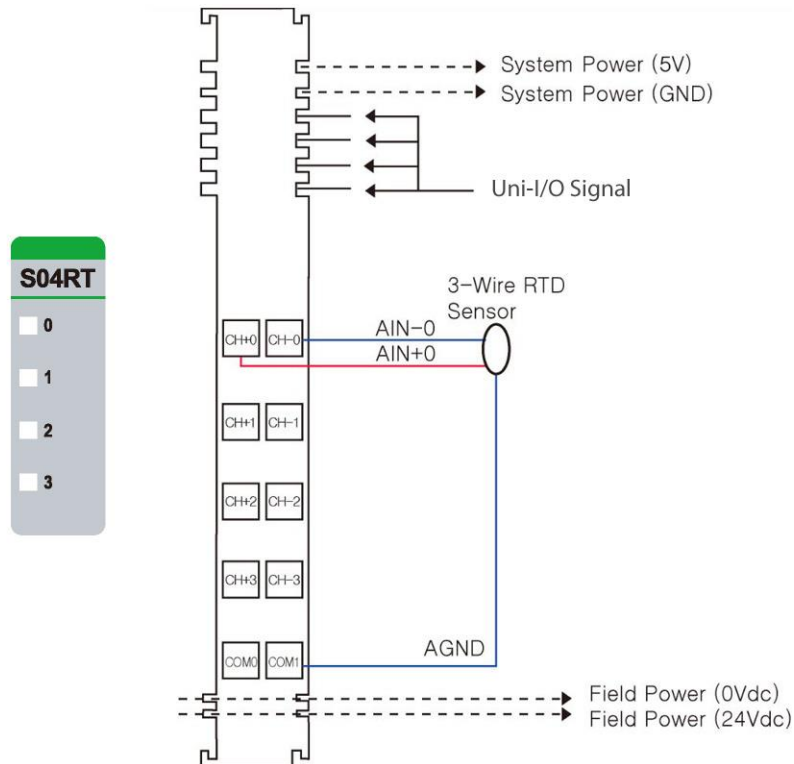 System Power (5V)
System Power (GND)
Uni-I/O Signal
S04RT
0
1
2
3
3-Wire RTD
Sensor
CH+0 CH-0 AIN-0
AIN+0
CH+1 CH-1
CH+2 CH-2
CH+3 CH-3
COM0 COM1 AGND
Field Power (0Vdc)
Field Power (24Vdc)